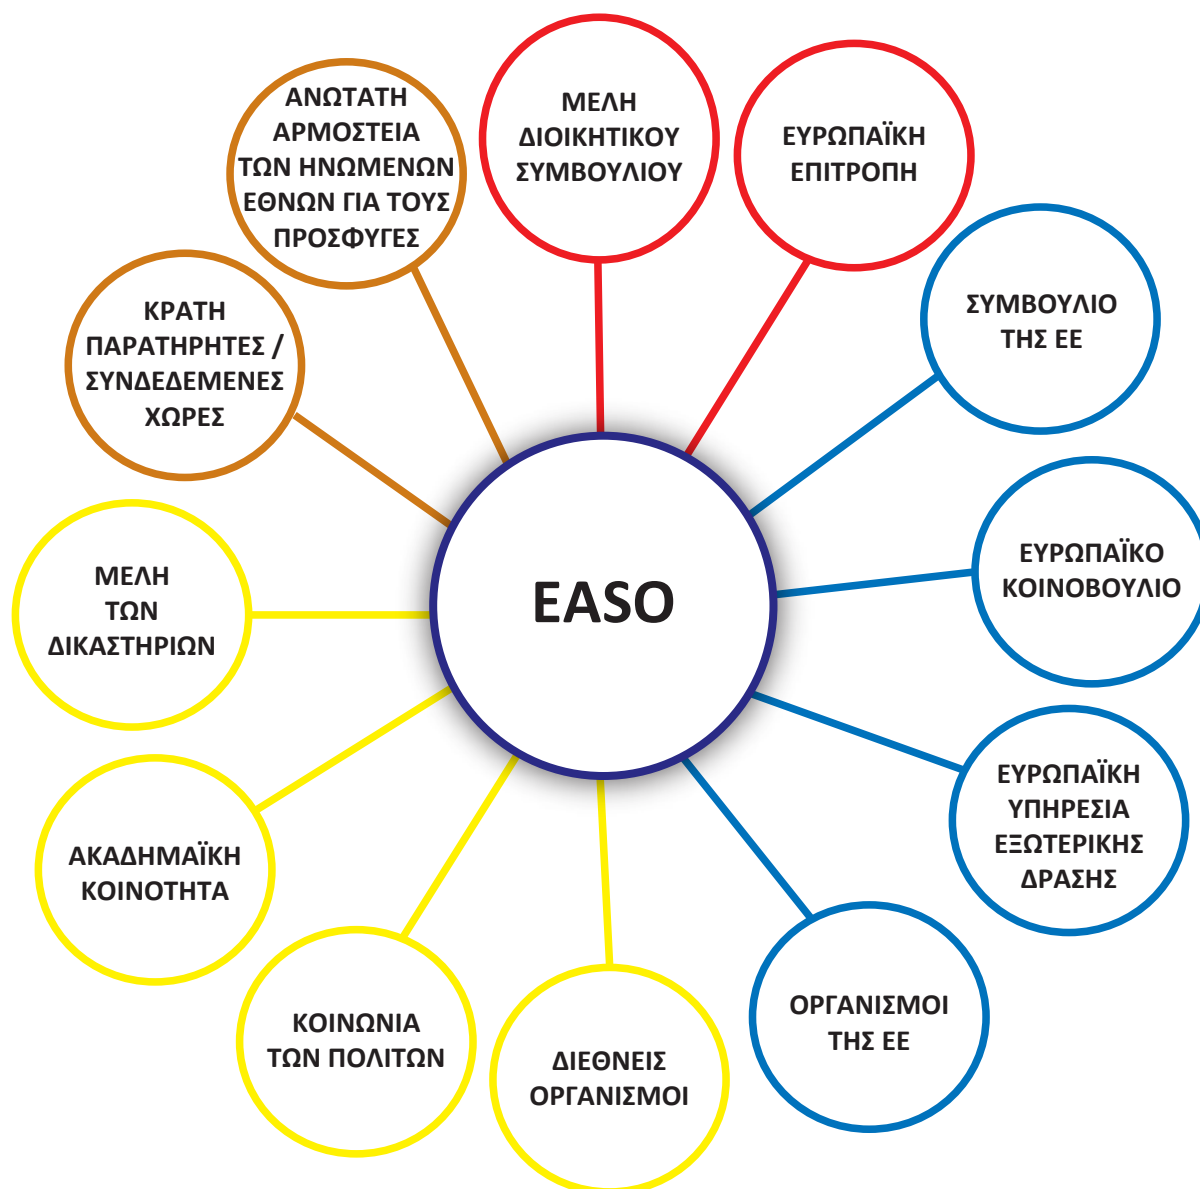 ΜΕΛΗ
ΔΙΟΙΚΗΤΙΚΟΥ
ΣΥΜΒΟΥΛΙΟΥ
ΕΥΡΩΠΑΪΚΗ
ΕΠΙΤΡΟΠΗ
ΣΥΜΒΟΥΛΙΟ
ΤΗΣ ΕΕ
ΕΥΡΩΠΑΪΚΟ
ΚΟΙΝΟΒΟΥΛΙΟ
ΕΥΡΩΠΑΪΚΗ
ΥΠΗΡΕΣΙΑ
ΕΞΩΤΕΡΙΚΗΣ
ΔΡΑΣΗΣ
ΟΡΓΑΝΙΣΜΟΙ
ΤΗΣ ΕΕ
ΔΙΕΘΝΕΙΣ
ΟΡΓΑΝΙΣΜΟΙ
ΚΟΙΝΩΝΙΑ
ΤΩΝ ΠΟΛΙΤΩΝ
ΑΚΑΔΗΜΑΪΚΗ
ΚΟΙΝΟΤΗΤΑ
ΜΕΛΗ
ΤΩΝ
ΔΙΚΑΣΤΗΡΙΩΝ
ΚΡΑΤΗ
ΠΑΡΑΤΗΡΗΤΕΣ /
ΣΥΝΔΕΔΕΜΕΝΕΣ
ΧΩΡΕΣ
ΑΝΩΤΑΤΗ
ΑΡΜΟΣΤΕΙΑ
ΤΩΝ ΗΝΩΜΕΝΩΝ
ΕΘΝΩΝ ΓΙΑ ΤΟΥΣ
ΠΡΟΣΦΥΓΕΣ
EASO